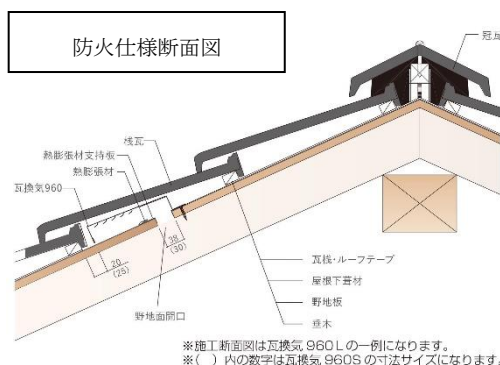 防火仕様断面図
冠瓦
桟瓦
熱膨張材支持板
熱膨張材
瓦換気960
38
(30)
20
(25)
瓦桟・ルーフテープ
屋根下葺材
野地板
垂木
野地面開口
※施工断面図は瓦換気960Lの一例になります。
※( )内の数字は瓦換気960Sの寸法サイズになります。